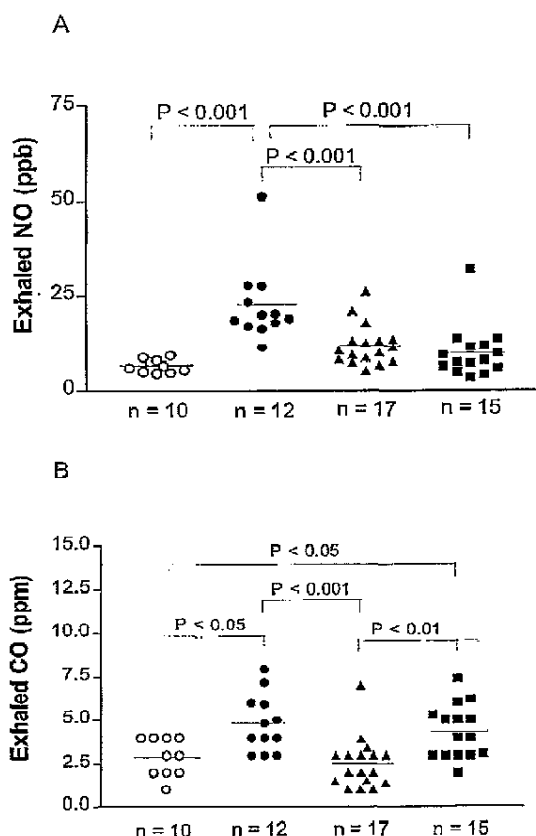 A
75
P < 0.001
P < 0.001
P < 0.001
50
Exhaled NO (ppb)
25
0
n = 10
n = 12
n = 17
n = 15
B
15.0
P < 0.05
12.5
P < 0.001
10.0
P < 0.05
P < 0.01
Exhaled CO (ppm)
7.5
5.0
2.5
0.0
n = 10
n = 12
n = 17
n = 15